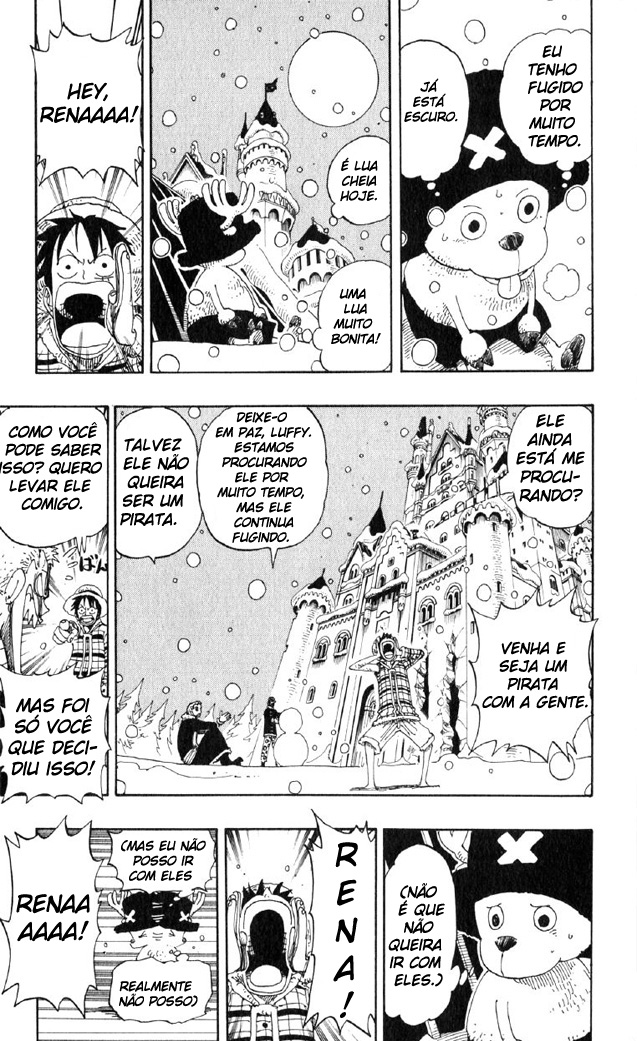 EU
TENHO
FUGIDO
POR
MUITO
TEMPO.
JÁ
ESTÁ
ESCURO.
É LUA
CHEIA
HOJE.
UMA
LUA
MUITO
BONITA!
HEY,
RENAAAA!
ELE
AINDA
ESTÁ ME
PROCU-
RANDO?
VENHA E
SEJA UM
PIRATA
COM A GENTE.
DEIXE-O
EM PAZ, LUFFY.
ESTAMOS
PROCURANDO
ELE POR
MUITO TEMPO,
MAS ELE
CONTINUA
FUGINDO.
TALVEZ
ELE NÃO
QUEIRA
SER UM
PIRATA.
COMO VOCÊ
PODE SABER
ISSO? QUERO
LEVAR ELE
COMIGO.
ばん
MAS FOI
SÓ VOCÊ
QUE DECI-
DIU ISSO!
(NÃO
É QUE
NÃO
QUEIRA
IR COM
ELES.)
RENA!
(MAS EU NÃO
POSSO IR
COM ELES
REALMENTE
NÃO POSSO)
RENAA
AAAA!